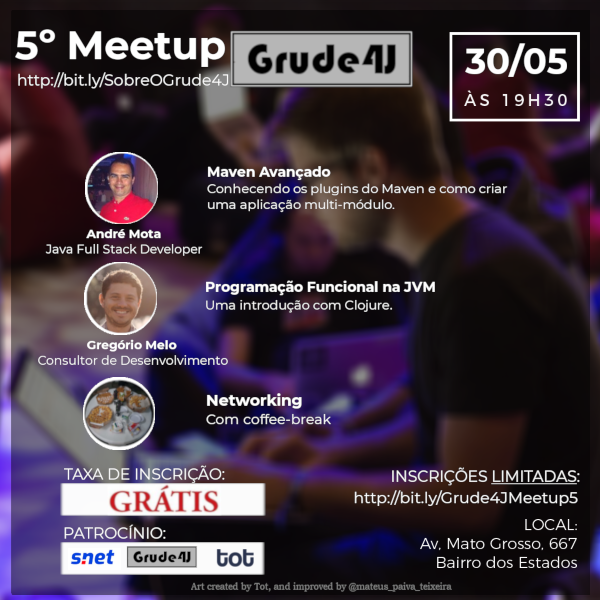 5º Meetup Grude4J
http://bit.ly/SobreOGrude4J
30/05
ÀS 19H30
Maven Avançado
Conhecendo os plugins do Maven e como criar
uma aplicação multi-módulo.
André Mota
Java Full Stack Developer
Programação Funcional na JVM
Uma introdução com Clojure.
Gregório Melo
Consultor de Desenvolvimento
Networking
Com coffee-break
TAXA DE INSCRIÇÃO:
GRÁTIS
PATROCÍNIO:
s:net Grude4J tot
INSCRIÇÕES LIMITADAS:
http://bit.ly/Grude4JMeetup5
LOCAL:
Av, Mato Grosso, 667
Bairro dos Estados
Art created by Tot, and improved by @mateus_paiva_teixeira